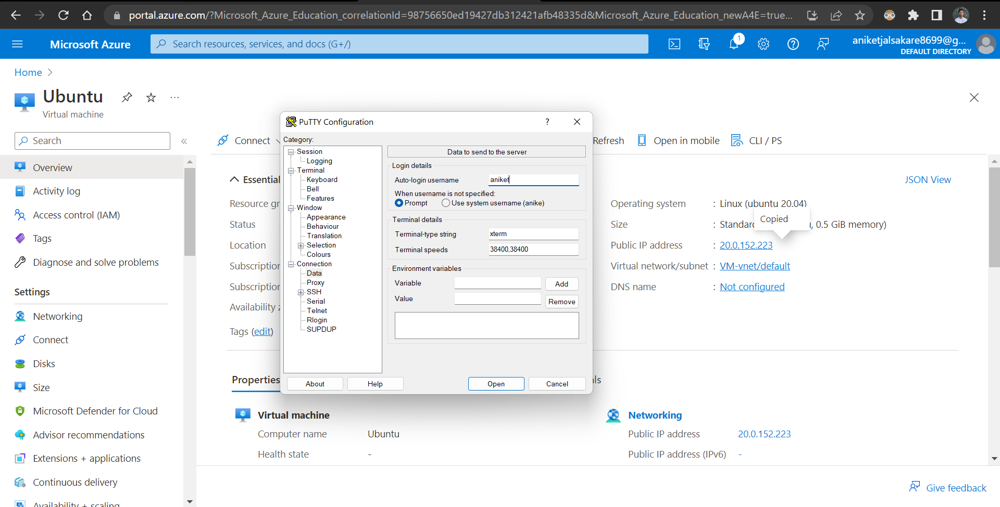 portal.azure.com/?Microsoft_Azure_Education_correlationId=98756650ed19427db312421afb48335d&Microsoft_Azure_Education_newA4E=true...
Microsoft Azure
Search resources, services, and docs (G+/)
1
aniketjalsakare8699@g...
DEFAULT DIRECTORY
Home
Ubuntu
Virtual machine
Search
Overview
Activity log
Access control (IAM)
Tags
Diagnose and solve problems
Settings
Networking
Connect
Disks
Size
Microsoft Defender for Cloud
Advisor recommendations
Extensions + applications
Continuous delivery
Availability + scaling
Connect
Refresh
Open in mobile
CLI / PS
Essential
JSON View
Resource gr
Status
Location
Subscription
Subscription
Availability z
Tags (edit)
Operating system : Linux (ubuntu 20.04)
Size : Standard , 0.5 GiB memory)
Copied
Public IP address : 20.0.152.223
Virtual network/subnet : VM-vnet/default
DNS name : Not configured
PuTTY Configuration
?
Category:
Session
Logging
Terminal
Keyboard
Bell
Features
Window
Appearance
Behaviour
Translation
Selection
Colours
Connection
Data
Proxy
SSH
Serial
Telnet
Rlogin
SUPDUP
Data to send to the server
Login details
Auto-login username aniket
When username is not specified:
Prompt Use system username (anike)
Terminal details
Terminal-type string xterm
Terminal speeds 38400,38400
Environment variables
Variable Add
Value Remove
About Help Open Cancel
Properties
ls
Virtual machine
Computer name Ubuntu
Health state -
Networking
Public IP address 20.0.152.223
Public IP address (IPv6) -
Give feedback